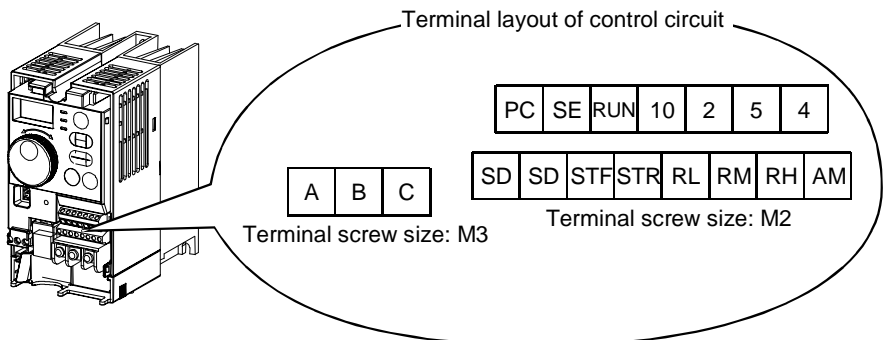 Terminal layout of control circuit
PC SE RUN 10 2 5 4
SD SD STF STR RL RM RH AM
A B C
Terminal screw size: M3
Terminal screw size: M2